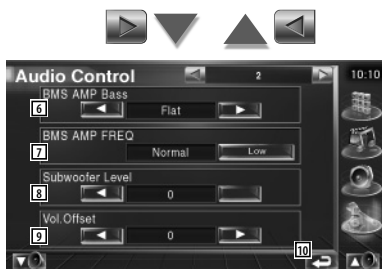 Audio Control 2 10:10
BMS AMP Bass
6 Flat
BMS AMP FREQ
7 Normal Low
Subwoofer Level
8 0
Vol.Offset
9 0
10